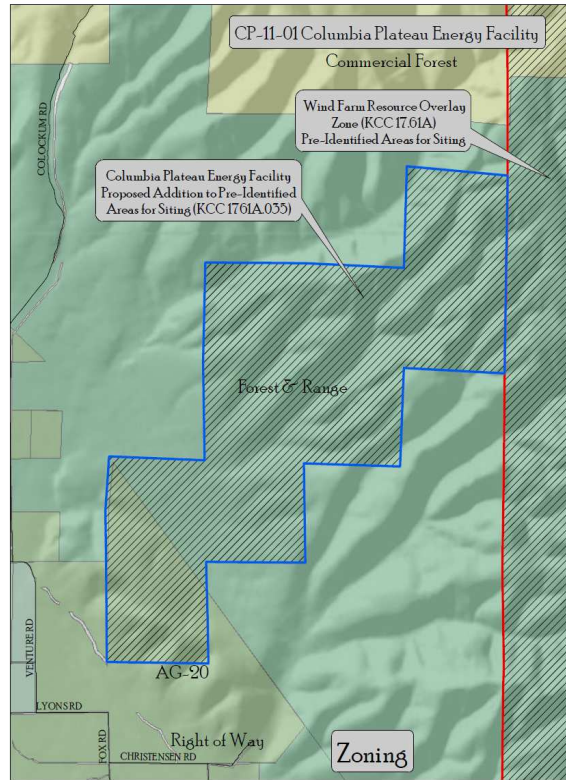 CP-11-01 Columbia Plateau Energy Facility
Commercial Forest
Wind Farm Resource Overlay
Zone (KCC 17.61A)
Pre-Identified Areas for Siting
COLOCKUM RD
Columbia Plateau Energy Facility
Proposed Addition to Pre-Identified
Areas for Siting (KCC 1761A.035)
Forest & Range
VENTURE RD
AG-20
LYONS RD
FOX RD
Right of Way
CHRISTENSEN RD
Zoning